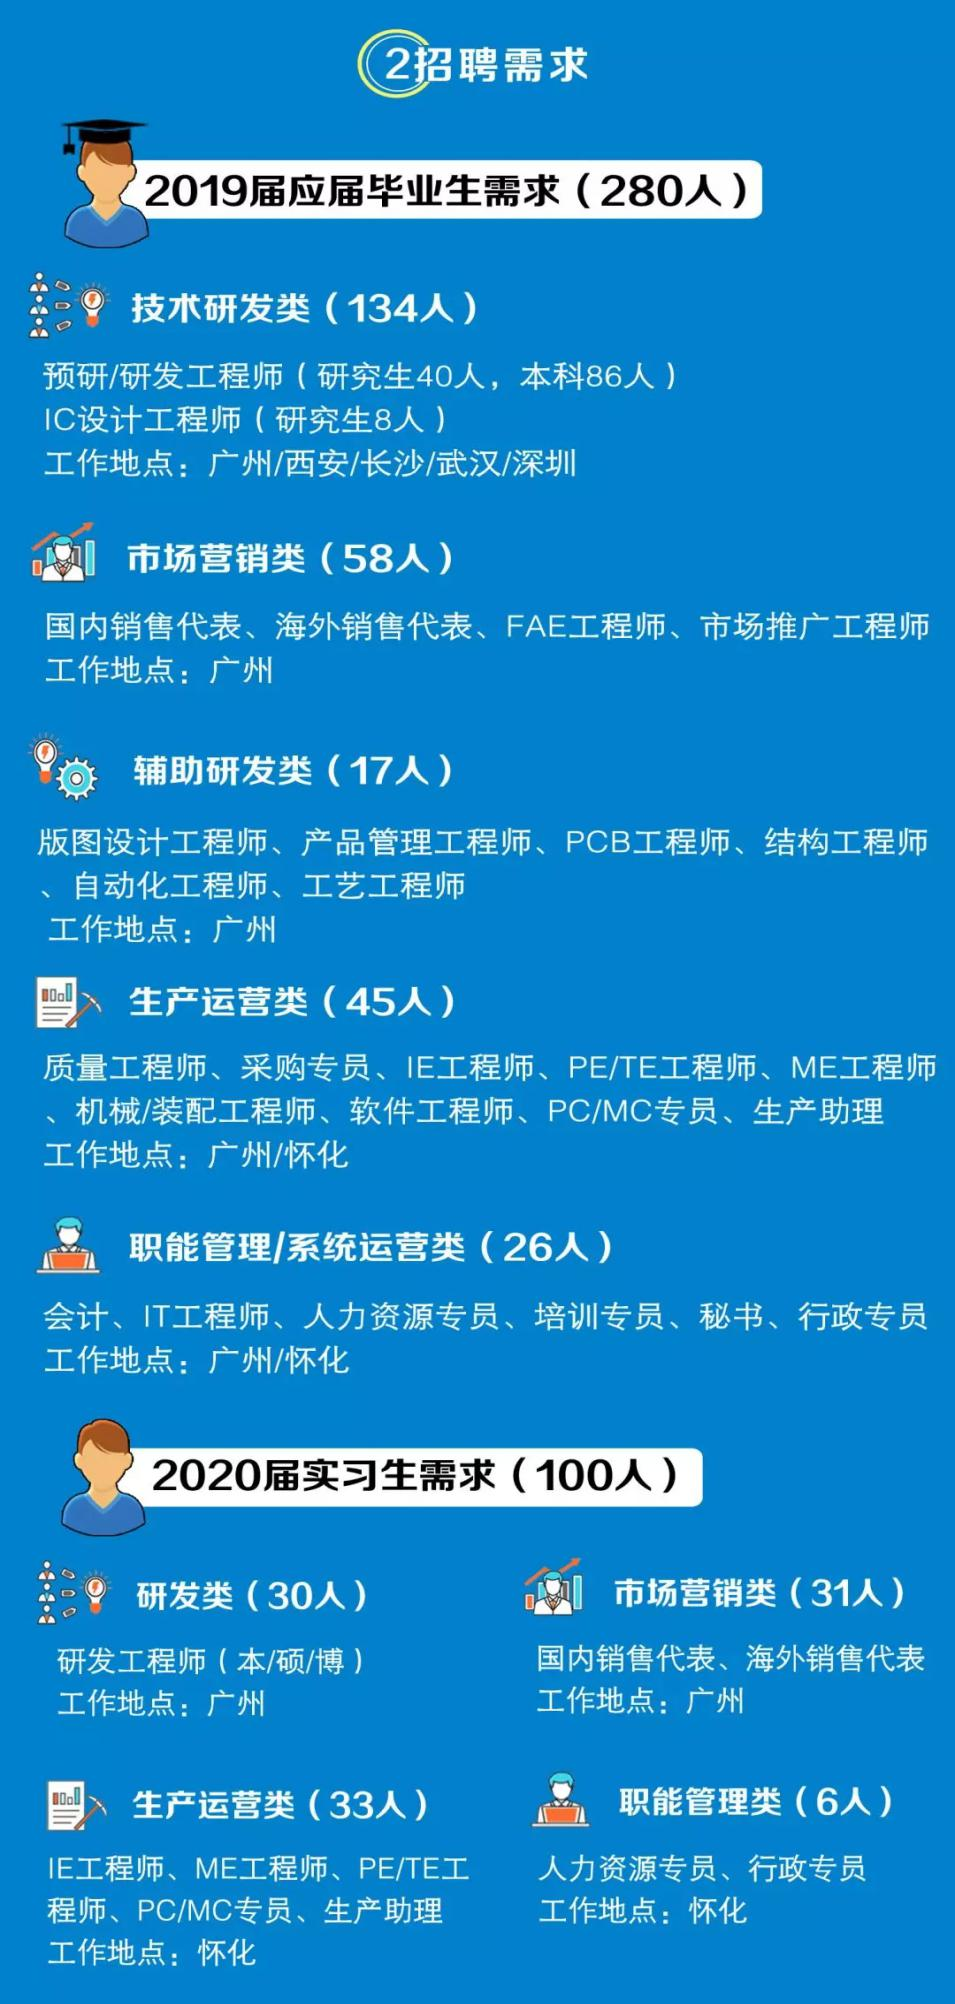 2招聘需求
2019届应届毕业生需求（280人）
技术研发类（134人）
预研/研发工程师（研究生40人，本科86人）
IC设计工程师（研究生8人）
工作地点：广州/西安/长沙/武汉/深圳
市场营销类（58人）
国内销售代表、海外销售代表、FAE工程师、市场推广工程师
工作地点：广州
辅助研发类（17人）
版图设计工程师、产品管理工程师、PCB工程师、结构工程师
、自动化工程师、工艺工程师
工作地点：广州
生产运营类（45人）
质量工程师、采购专员、IE工程师、PE/TE工程师、ME工程师
、机械/装配工程师、软件工程师、PC/MC专员、生产助理
工作地点：广州/怀化
职能管理/系统运营类（26人）
会计、IT工程师、人力资源专员、培训专员、秘书、行政专员
工作地点：广州/怀化
2020届实习生需求（100人）
研发类（30人）
研发工程师（本/硕/博）
工作地点：广州
市场营销类（31人）
国内销售代表、海外销售代表
工作地点：广州
生产运营类（33人）
IE工程师、ME工程师、PE/TE工
程师、PC/MC专员、生产助理
工作地点：怀化
职能管理类（6人）
人力资源专员、行政专员
工作地点：怀化